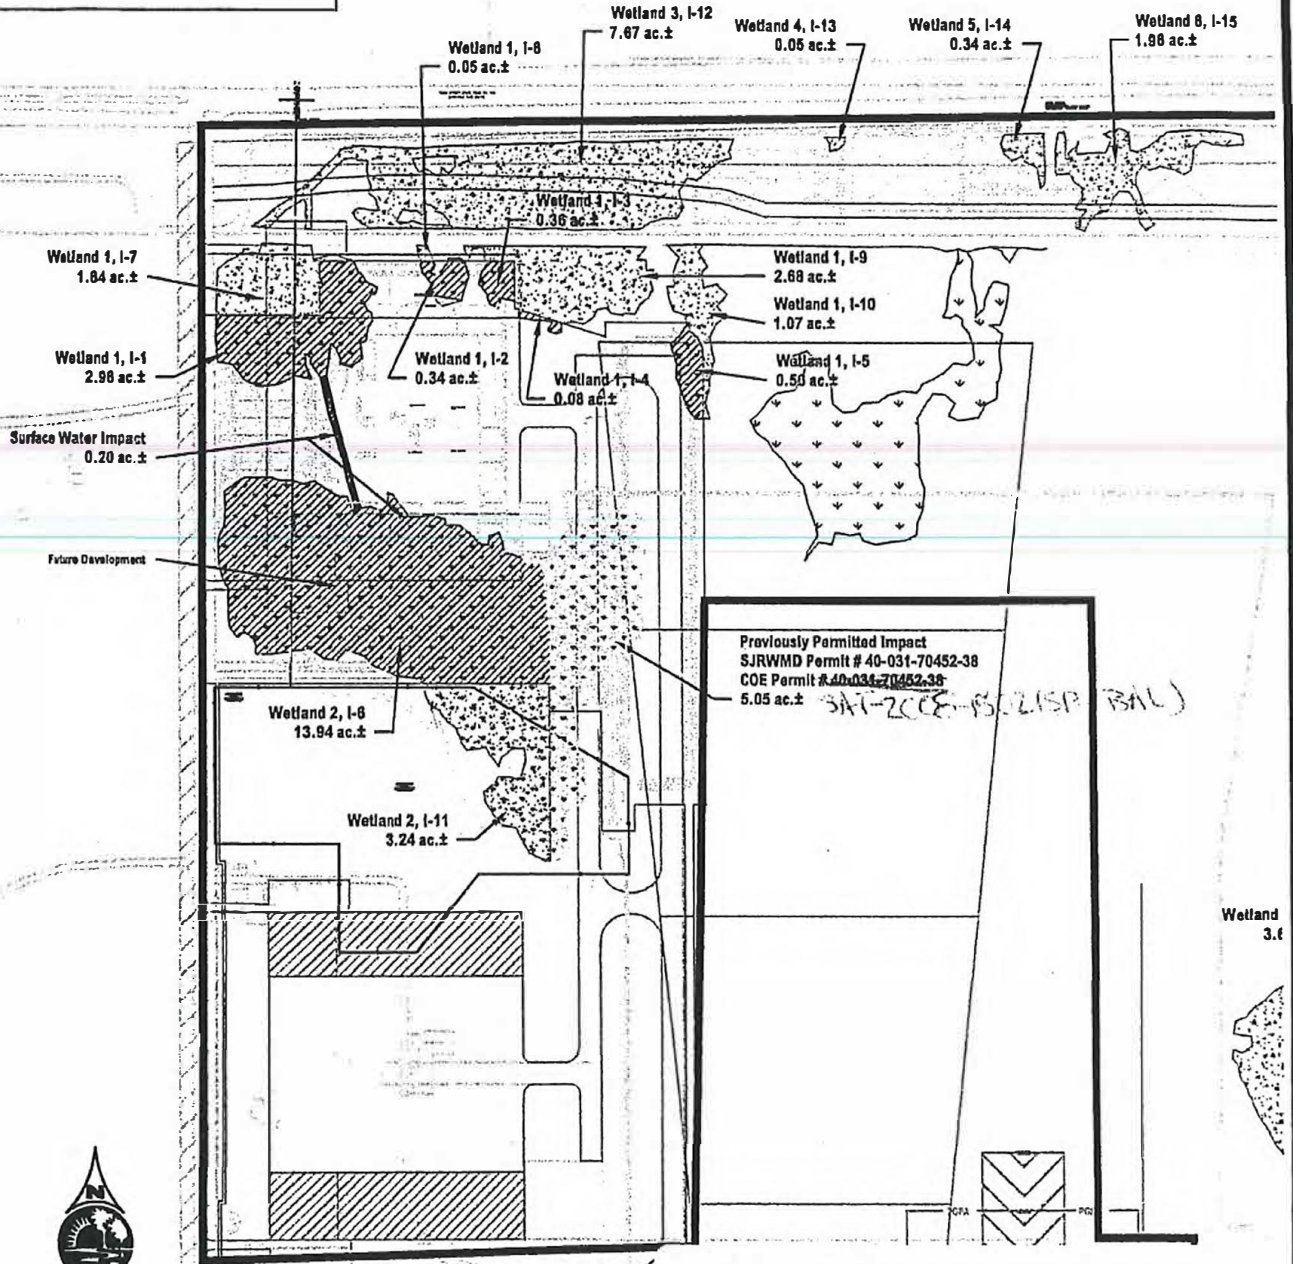 Wetland 3, I-12
7.67 ac.±
Wetland 4, I-13
0.05 ac.±
Wetland 5, I-14
0.34 ac.±
Wetland 6, I-15
1.98 ac.±
Wetland 1, I-8
0.05 ac.±
Wetland 1, I-3
0.36 ac.±
Wetland 1, I-7
1.84 ac.±
Wetland 1, I-9
2.68 ac.±
Wetland 1, I-10
1.07 ac.±
Wetland 1, I-1
2.98 ac.±
Wetland 1, I-2
0.34 ac.±
Wetland 1, I-4
0.08 ac.±
Wetland 1, I-5
0.50 ac.±
Surface Water Impact
0.20 ac.±
Future Development
Previously Permitted Impact
SJRWMD Permit # 40-031-70452-38
COE Permit # 40-031-70452-38
5.05 ac.±
Wetland 2, I-6
13.94 ac.±
Wetland 2, I-11
3.24 ac.±
Wetland
3.6
N